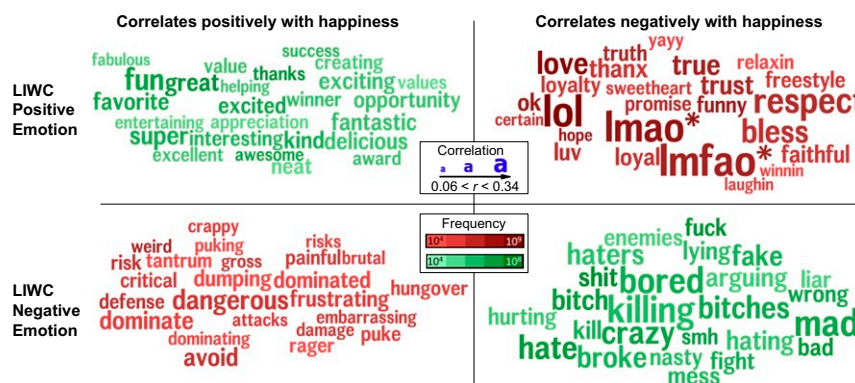 Correlates positively with happiness
Correlates negatively with happiness
LIWC
Positive
Emotion
fabulous
success
value
creating
fun
great
thanks
helping
exciting
values
favorite
excited
winner
opportunity
entertaining
appreciation
fantastic
super
interesting
kind
delicious
excellent
awesome
neat
award
yayy
love
truth
thanx
true
relaxin
loyalty
sweetheart
trust
freestyle
ok
certain
lol
promise
funny
respect
hope
lmao*
bless
luv
loyal
lmfao*
faithful
winnin
laughin
Correlation
a a a
0.06 < r < 0.34
Frequency
10⁴ 10⁹
10⁴ 10⁸
LIWC
Negative
Emotion
crappy
weird
puking
risks
risk
tantrum
gross
painful
brutal
critical
dumping
dominated
hungover
defense
dangerous
frustrating
dominate
attacks
embarrassing
damage
puke
dominating
rager
avoid
fuck
enemies
haters
lying
fake
shit
bored
arguing
liar
bitch
killing
bitches
wrong
hurting
mad
kill
crazy
smh
hating
bad
hate
broke
nasty
fight
mess